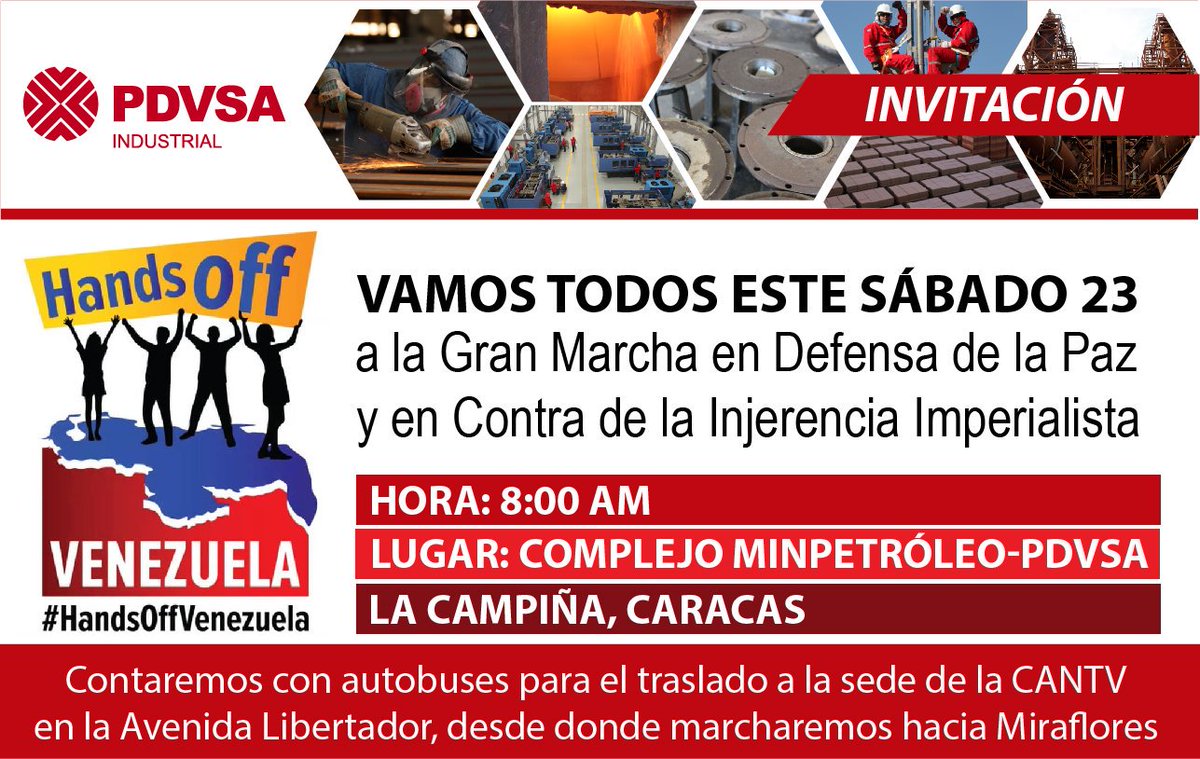 PDVSA
INDUSTRIAL
INVITACIÓN
Hands Off
VENEZUELA
#HandsOffVenezuela
VAMOS TODOS ESTE SÁBADO 23
a la Gran Marcha en Defensa de la Paz
y en Contra de la Injerencia Imperialista
HORA: 8:00 AM
LUGAR: COMPLEJO MINPETRÓLEO-PDVSA
LA CAMPIÑA, CARACAS
Contaremos con autobuses para el traslado a la sede de la CANTV
en la Avenida Libertador, desde donde marcharemos hacia Miraflores